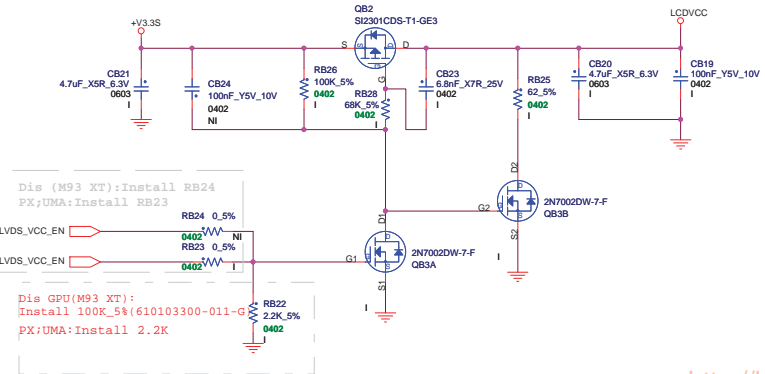 QB2
SI2301CDS-T1-GE3
+V3.3S
LCDVCC
S
D
G
CB21
4.7uF_X5R_6.3V
0603
I
CB24
100nF_Y5V_10V
0402
NI
RB26
100K_5%
0402
I
RB28
68K_5%
0402
I
CB23
6.8nF_X7R_25V
0402
I
RB25
62_5%
0402
I
CB20
4.7uF_X5R_6.3V
0603
I
CB19
100nF_Y5V_10V
0402
I
Dis (M93 XT):Install RB24
PX;UMA:Install RB23
LVDS_VCC_EN
RB24 0_5%
0402
NI
LVDS_VCC_EN
RB23 0_5%
0402
I
G1
D1
S1
2N7002DW-7-F
QB3A
I
G2
D2
S2
2N7002DW-7-F
QB3B
I
Dis GPU(M93 XT):
Install 100K_5%(610103300-011-G)
PX;UMA:Install 2.2K
RB22
2.2K_5%
0402
I